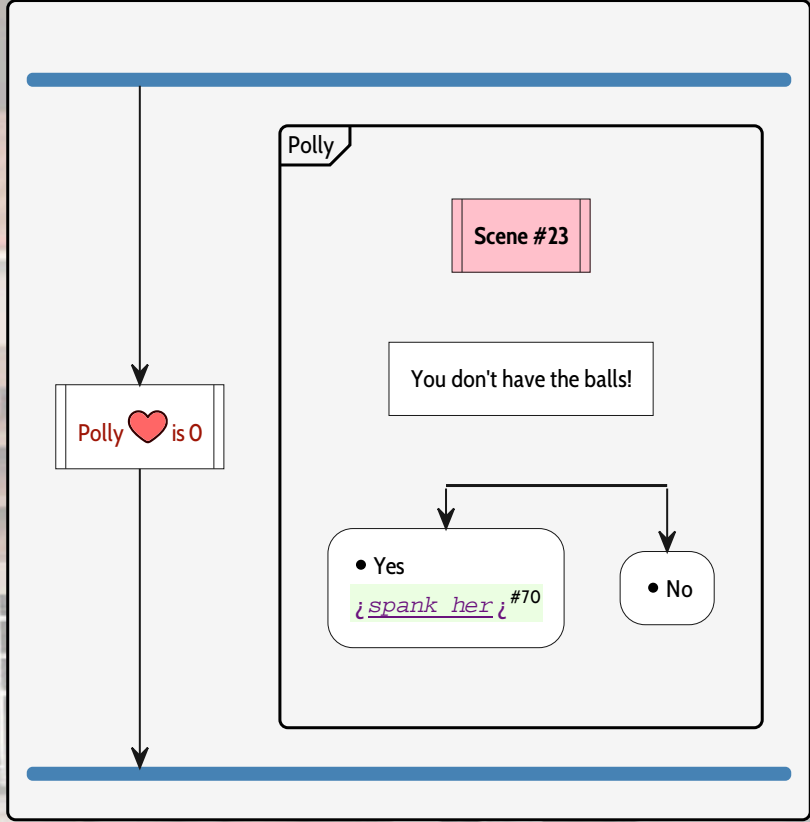 Polly
Scene #23
You don't have the balls!
Polly ❤️ is 0
• Yes
¿spank her¿#70
• No